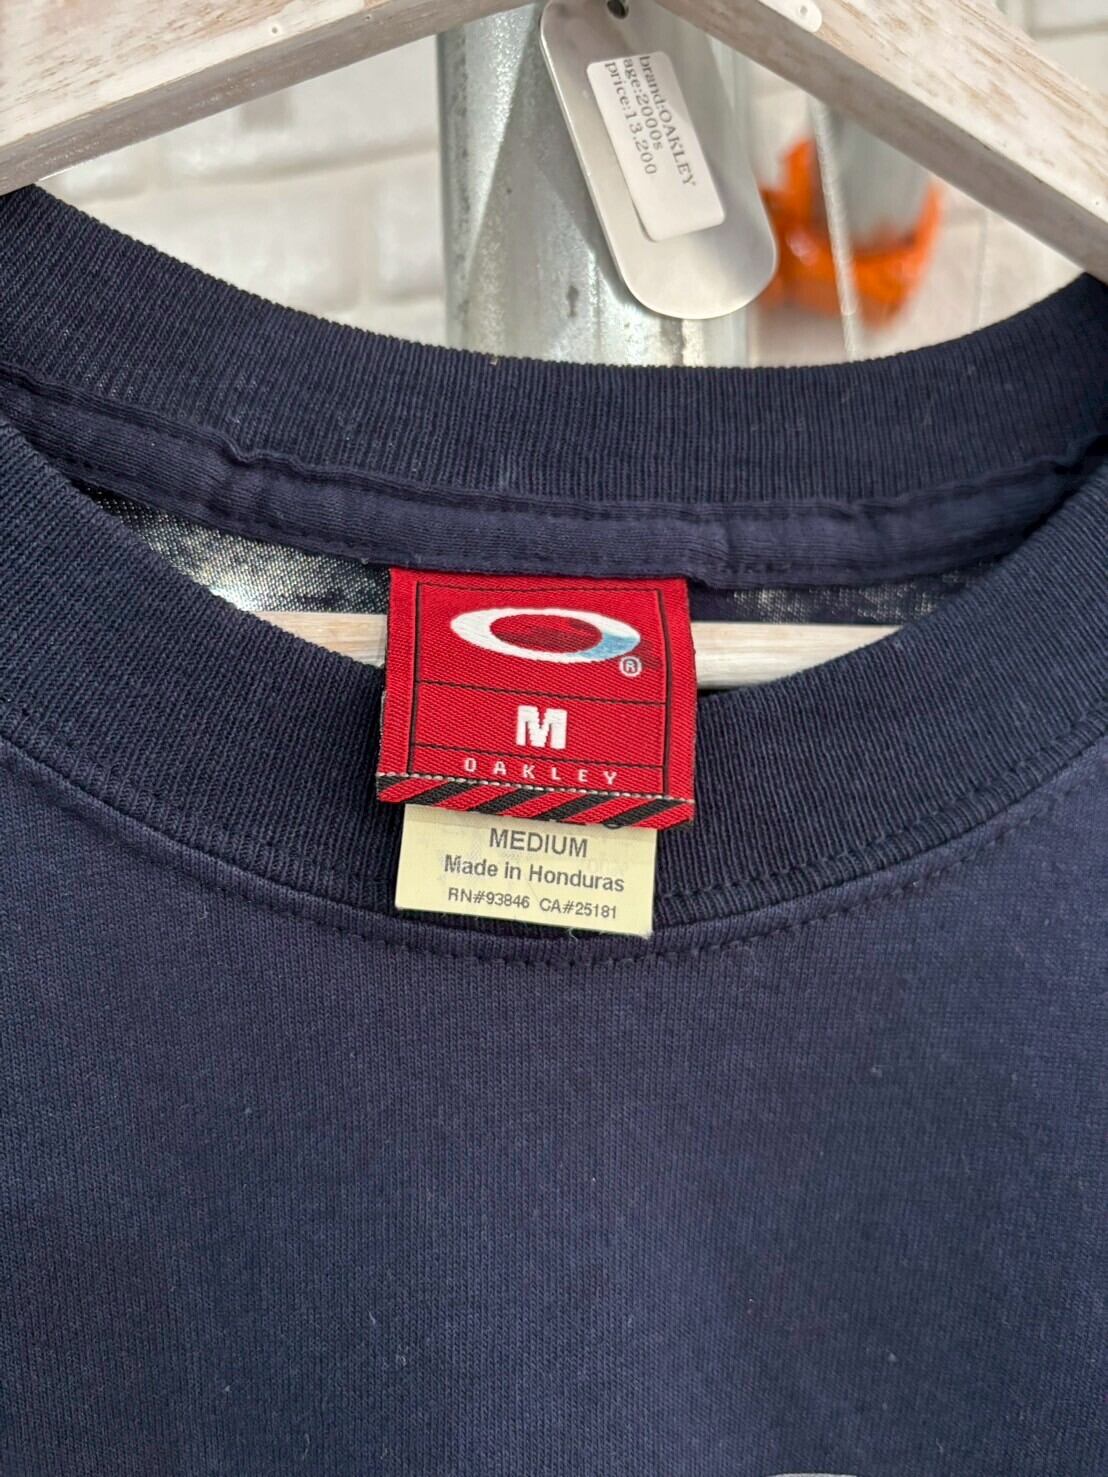 brand:OAKLEY
age:2000s
price:13,200
®
M
OAKLEY
MEDIUM
Made in Honduras
RN#93846 CA#25181